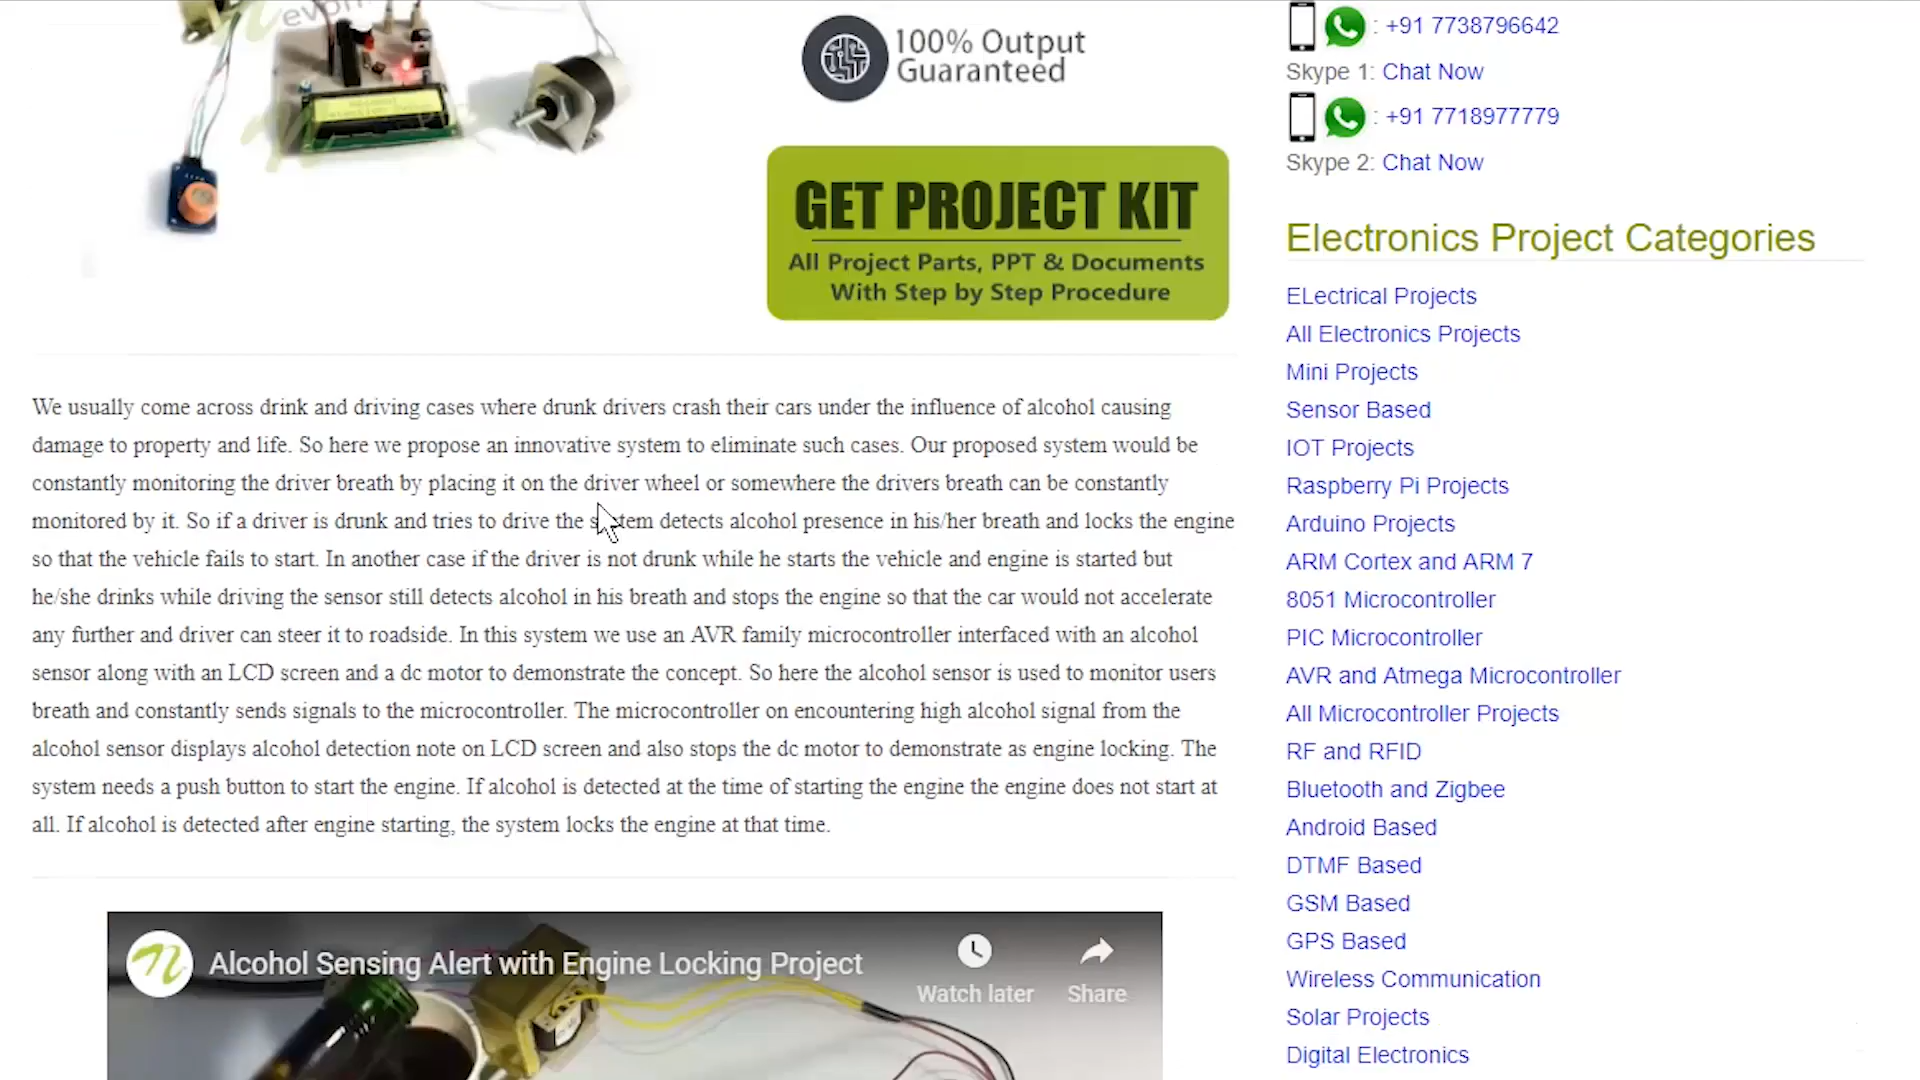 100% Output
Guaranteed
GET PROJECT KIT
All Project Parts, PPT & Documents
With Step by Step Procedure
We usually come across drink and driving cases where drunk drivers crash their cars under the influence of alcohol causing
damage to property and life. So here we propose an innovative system to eliminate such cases. Our proposed system would be
constantly monitoring the driver breath by placing it on the driver wheel or somewhere the drivers breath can be constantly
monitored by it. So if a driver is drunk and tries to drive the system detects alcohol presence in his/her breath and locks the engine
so that the vehicle fails to start. In another case if the driver is not drunk while he starts the vehicle and engine is started but
he/she drinks while driving the sensor still detects alcohol in his breath and stops the engine so that the car would not accelerate
any further and driver can steer it to roadside. In this system we use an AVR family microcontroller interfaced with an alcohol
sensor along with an LCD screen and a dc motor to demonstrate the concept. So here the alcohol sensor is used to monitor users
breath and constantly sends signals to the microcontroller. The microcontroller on encountering high alcohol signal from the
alcohol sensor displays alcohol detection note on LCD screen and also stops the dc motor to demonstrate as engine locking. The
system needs a push button to start the engine. If alcohol is detected at the time of starting the engine the engine does not start at
all. If alcohol is detected after engine starting, the system locks the engine at that time.
Alcohol Sensing Alert with Engine Locking Project
Watch later
Share
: +91 7738796642
Skype 1: Chat Now
: +91 7718977779
Skype 2: Chat Now
Electronics Project Categories
ELectrical Projects
All Electronics Projects
Mini Projects
Sensor Based
IOT Projects
Raspberry Pi Projects
Arduino Projects
ARM Cortex and ARM 7
8051 Microcontroller
PIC Microcontroller
AVR and Atmega Microcontroller
All Microcontroller Projects
RF and RFID
Bluetooth and Zigbee
Android Based
DTMF Based
GSM Based
GPS Based
Wireless Communication
Solar Projects
Digital Electronics